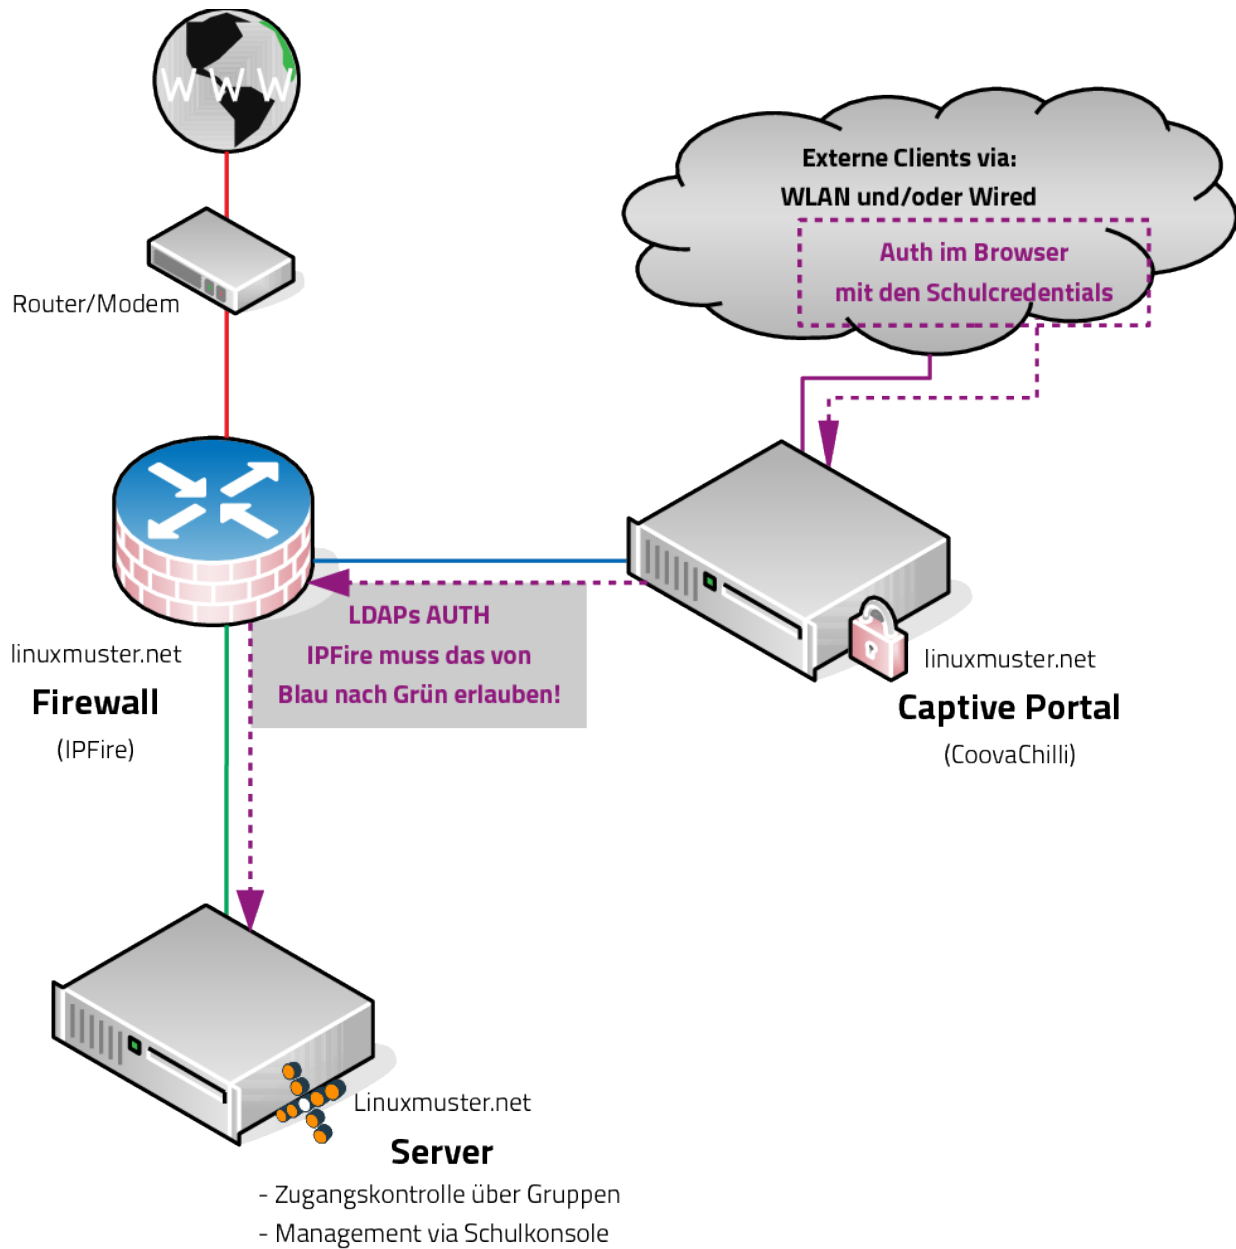 WWW
Externe Clients via:
WLAN und/oder Wired
Auth im Browser
mit den Schulcredentials
Router/Modem
LDAPs AUTH
IPFire muss das von
Blau nach Grün erlauben!
linuxmuster.net
Firewall
(IPFire)
linuxmuster.net
Captive Portal
(CoovaChilli)
Linuxmuster.net
Server
- Zugangskontrolle über Gruppen
- Management via Schulkonsole